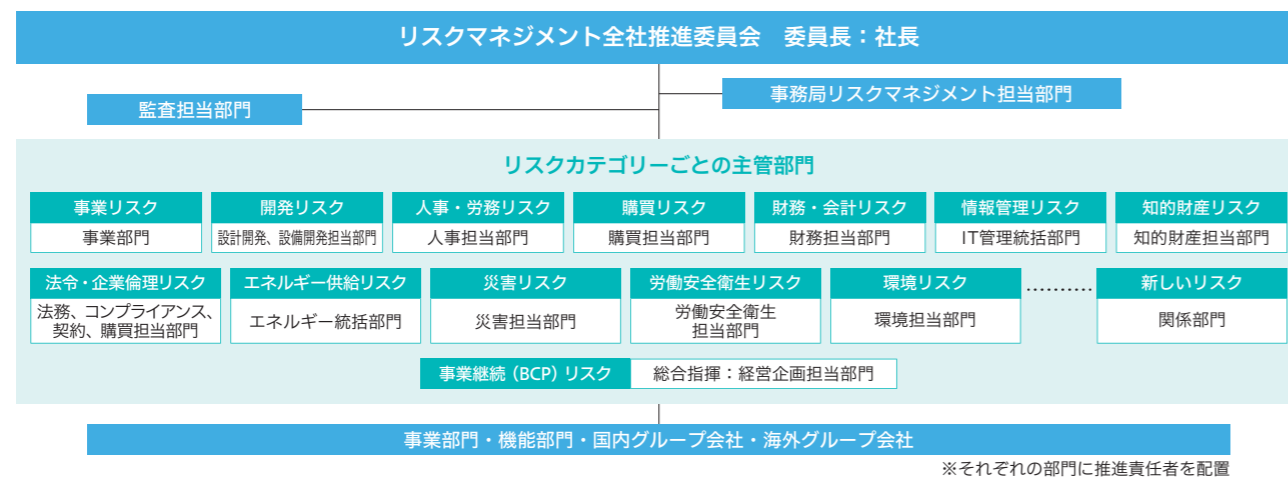 リスクマネジメント全社推進委員会　委員長：社長
監査担当部門
事務局リスクマネジメント担当部門
リスクカテゴリーごとの主管部門
事業リスク
事業部門
開発リスク
設計開発、設備開発担当部門
人事・労務リスク
人事担当部門
購買リスク
購買担当部門
財務・会計リスク
財務担当部門
情報管理リスク
IT管理統括部門
知的財産リスク
知的財産担当部門
法令・企業倫理リスク
法務、コンプライアンス、
契約、購買担当部門
エネルギー供給リスク
エネルギー統括部門
災害リスク
災害担当部門
労働安全衛生リスク
労働安全衛生
担当部門
環境リスク
環境担当部門
‥‥‥‥‥
新しいリスク
関係部門
事業継続（BCP）リスク
総合指揮：経営企画担当部門
事業部門・機能部門・国内グループ会社・海外グループ会社
※それぞれの部門に推進責任者を配置